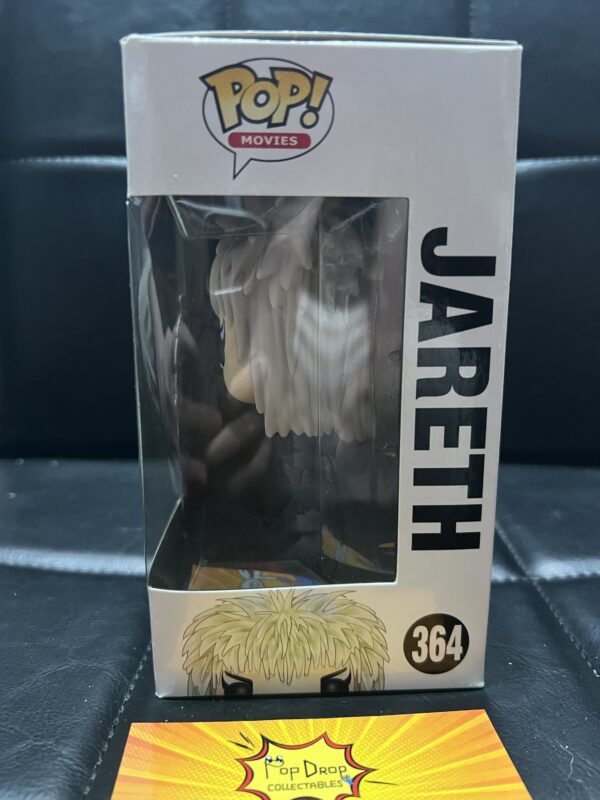 POP!
MOVIES
JARETH
364
Pop Drop
COLLECTABLES